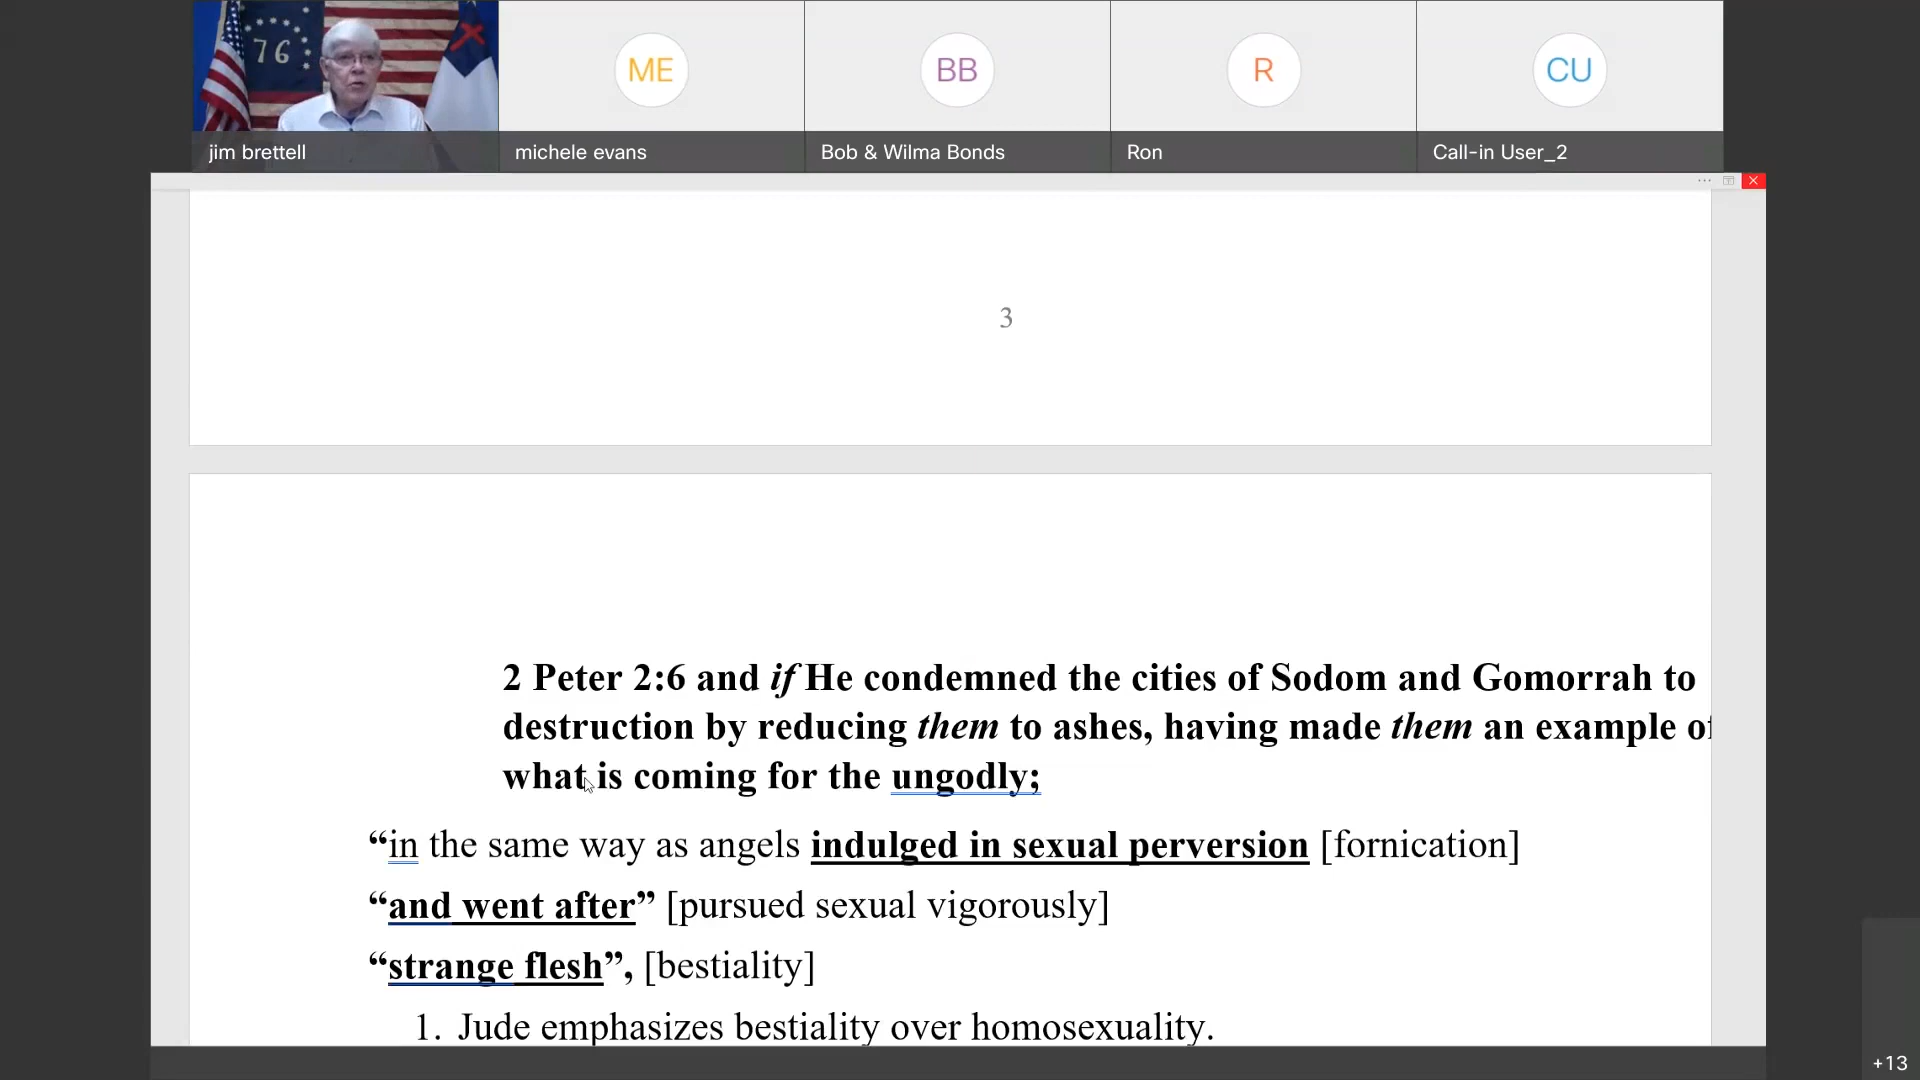 76
ME
BB
R
CU
jim brettell
michele evans
Bob & Wilma Bonds
Ron
Call-in User_2
3
2 Peter 2:6 and if He condemned the cities of Sodom and Gomorrah to
destruction by reducing them to ashes, having made them an example of
what is coming for the ungodly;
“in the same way as angels indulged in sexual perversion [fornication]
“and went after” [pursued sexual vigorously]
“strange flesh”, [bestiality]
1. Jude emphasizes bestiality over homosexuality.
+13